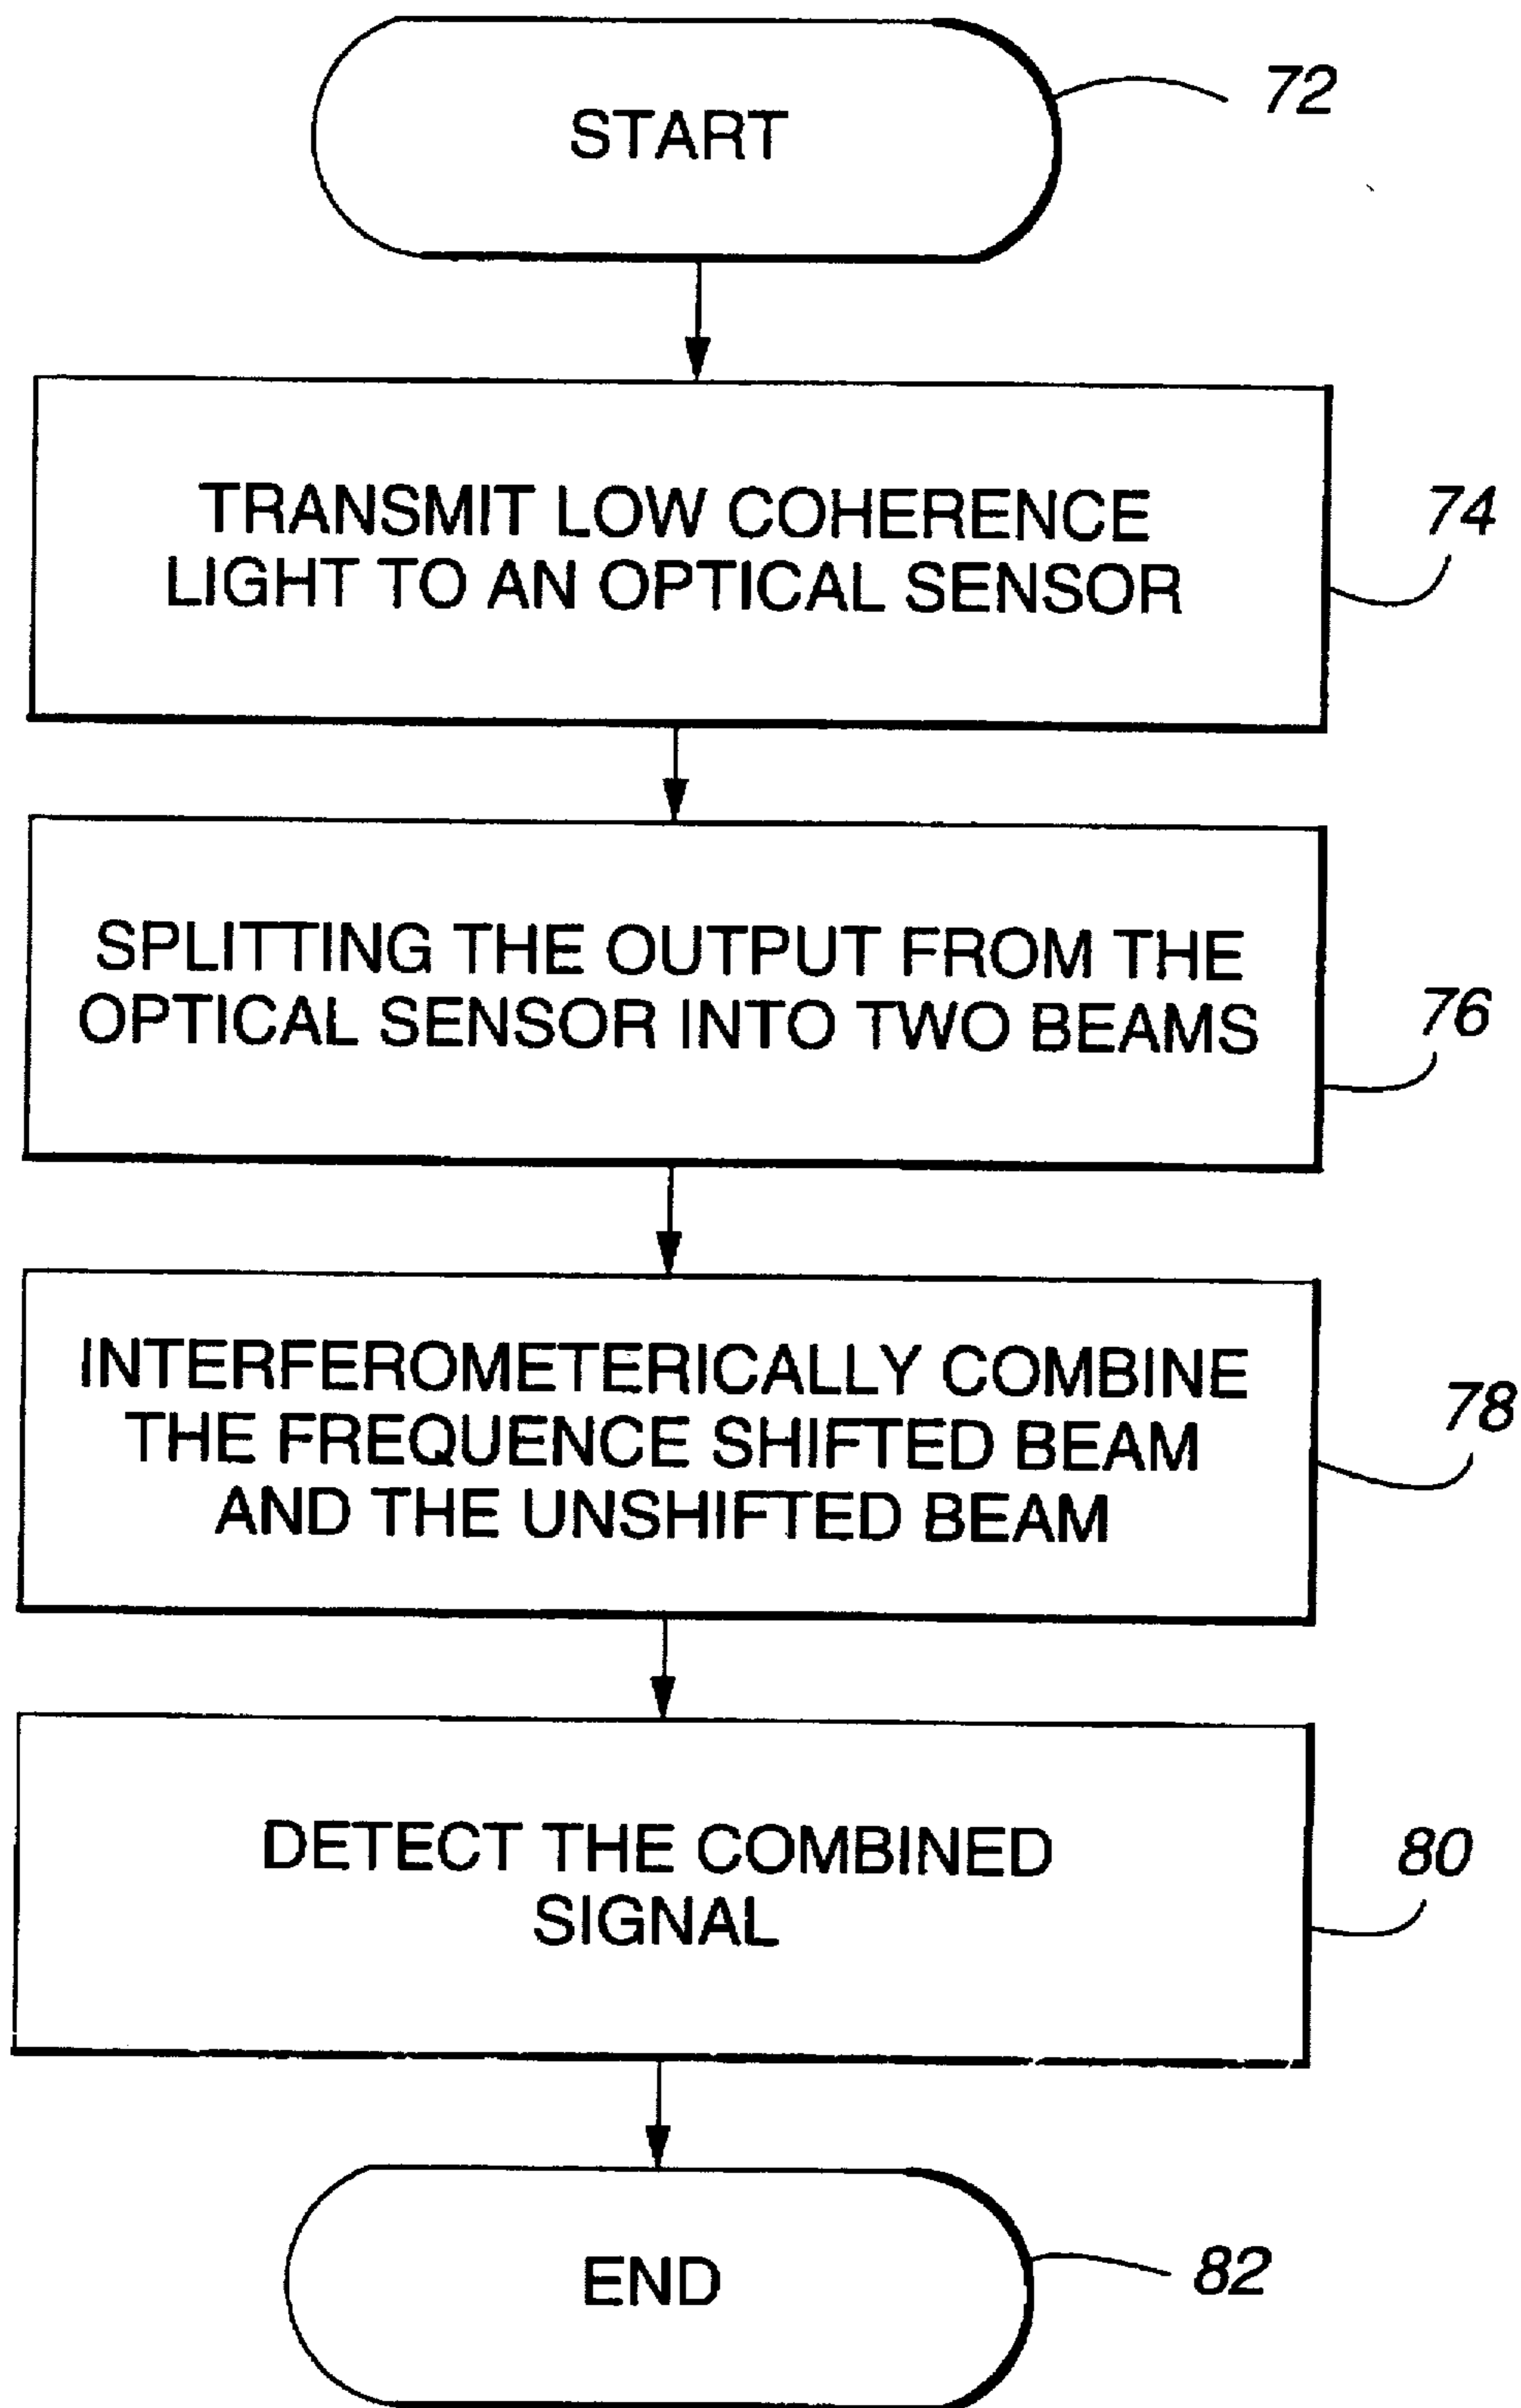 START
72
TRANSMIT LOW COHERENCE
LIGHT TO AN OPTICAL SENSOR
74
SPLITTING THE OUTPUT FROM THE
OPTICAL SENSOR INTO TWO BEAMS
76
INTERFEROMETERICALLY COMBINE
THE FREQUENCE SHIFTED BEAM
AND THE UNSHIFTED BEAM
78
DETECT THE COMBINED
SIGNAL
80
END
82